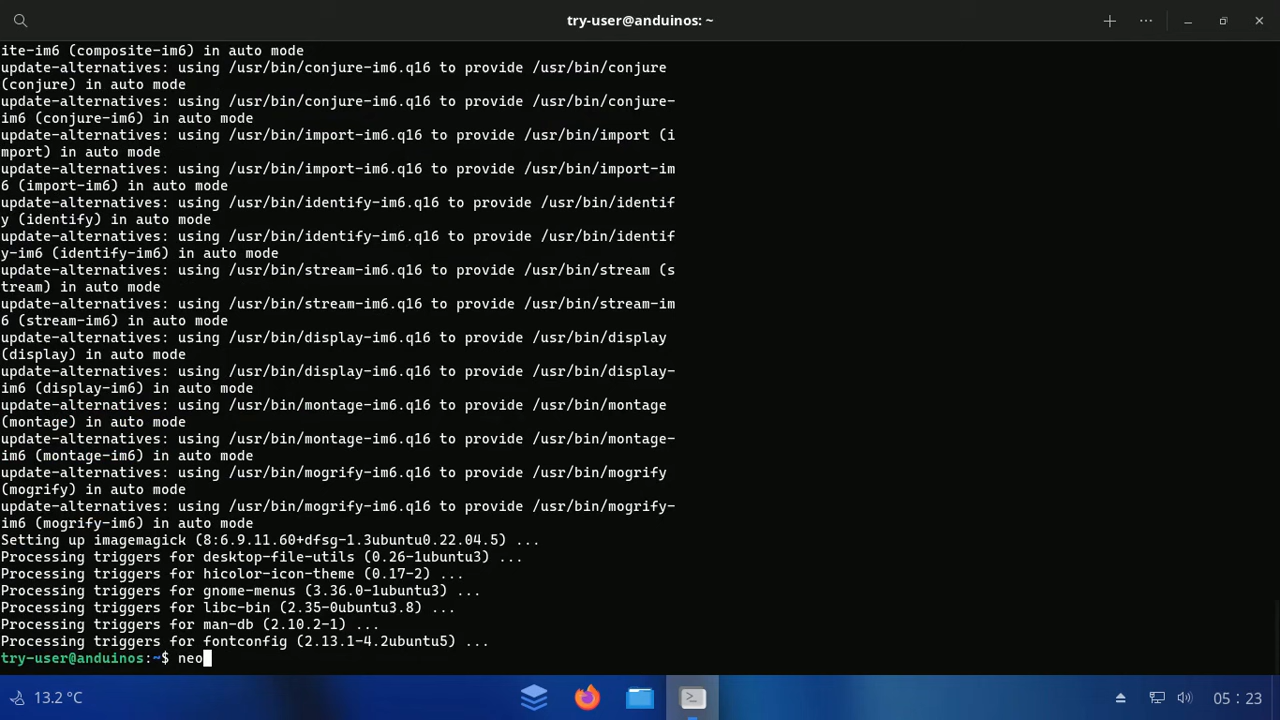 try-user@anduinos: ~
ite-im6 (composite-im6) in auto mode
update-alternatives: using /usr/bin/conjure-im6.q16 to provide /usr/bin/conjure
(conjure) in auto mode
update-alternatives: using /usr/bin/conjure-im6.q16 to provide /usr/bin/conjure-
im6 (conjure-im6) in auto mode
update-alternatives: using /usr/bin/import-im6.q16 to provide /usr/bin/import (i
mport) in auto mode
update-alternatives: using /usr/bin/import-im6.q16 to provide /usr/bin/import-im
6 (import-im6) in auto mode
update-alternatives: using /usr/bin/identify-im6.q16 to provide /usr/bin/identif
y (identify) in auto mode
update-alternatives: using /usr/bin/identify-im6.q16 to provide /usr/bin/identif
y-im6 (identify-im6) in auto mode
update-alternatives: using /usr/bin/stream-im6.q16 to provide /usr/bin/stream (s
tream) in auto mode
update-alternatives: using /usr/bin/stream-im6.q16 to provide /usr/bin/stream-im
6 (stream-im6) in auto mode
update-alternatives: using /usr/bin/display-im6.q16 to provide /usr/bin/display
(display) in auto mode
update-alternatives: using /usr/bin/display-im6.q16 to provide /usr/bin/display-
im6 (display-im6) in auto mode
update-alternatives: using /usr/bin/montage-im6.q16 to provide /usr/bin/montage
(montage) in auto mode
update-alternatives: using /usr/bin/montage-im6.q16 to provide /usr/bin/montage-
im6 (montage-im6) in auto mode
update-alternatives: using /usr/bin/mogrify-im6.q16 to provide /usr/bin/mogrify
(mogrify) in auto mode
update-alternatives: using /usr/bin/mogrify-im6.q16 to provide /usr/bin/mogrify-
im6 (mogrify-im6) in auto mode
Setting up imagemagick (8:6.9.11.60+dfsg-1.3ubuntu0.22.04.5) ...
Processing triggers for desktop-file-utils (0.26-1ubuntu3) ...
Processing triggers for hicolor-icon-theme (0.17-2) ...
Processing triggers for gnome-menus (3.36.0-1ubuntu3) ...
Processing triggers for libc-bin (2.35-0ubuntu3.8) ...
Processing triggers for man-db (2.10.2-1) ...
Processing triggers for fontconfig (2.13.1-4.2ubuntu5) ...
try-user@anduinos:~$ neo
13.2 °C
05 : 23